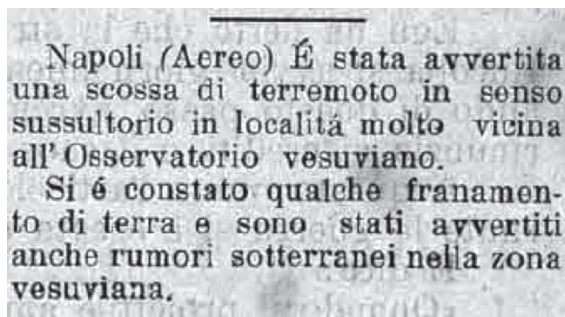 Napoli (Aereo) É stata avvertita
una scossa di terremoto in senso
sussultorio in localitá molto vicina
all'Osservatorio vesuviano.
Si é constato qualche franamen-
to di terra e sono stati avvertiti
anche rumori sotterranei nella zona
vesuviana.